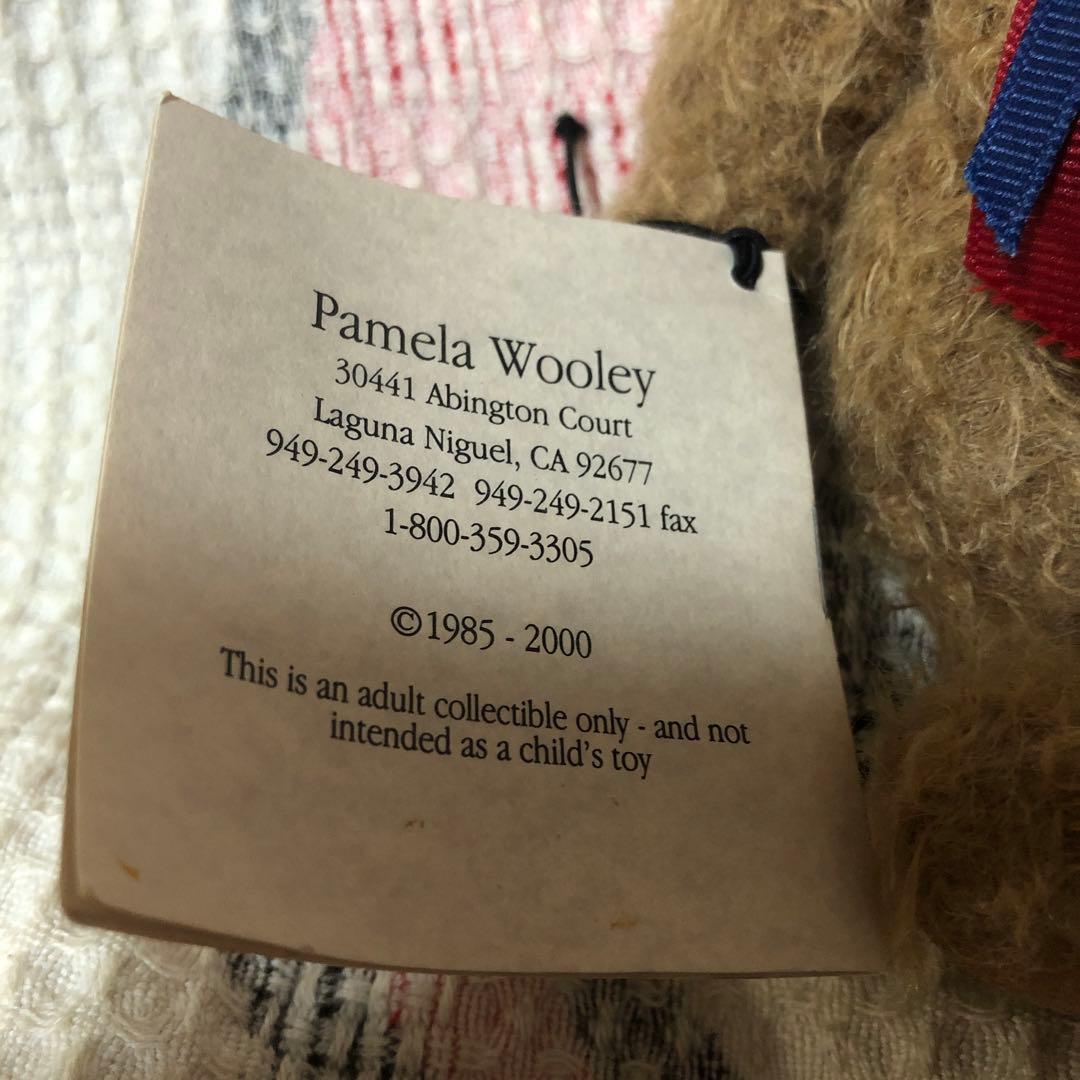 Pamela Wooley
30441 Abington Court
Laguna Niguel, CA 92677
949-249-3942 949-249-2151 fax
1-800-359-3305
©1985 - 2000
This is an adult collectible only - and not
intended as a child's toy